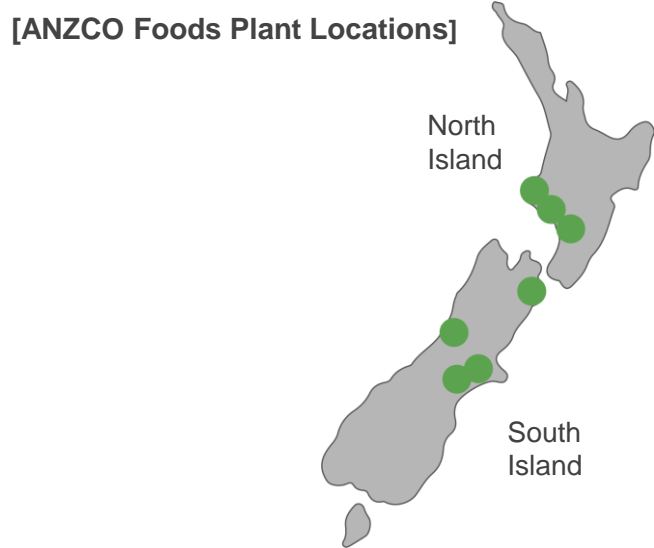 [ANZCO Foods Plant Locations]
North
Island
South
Island